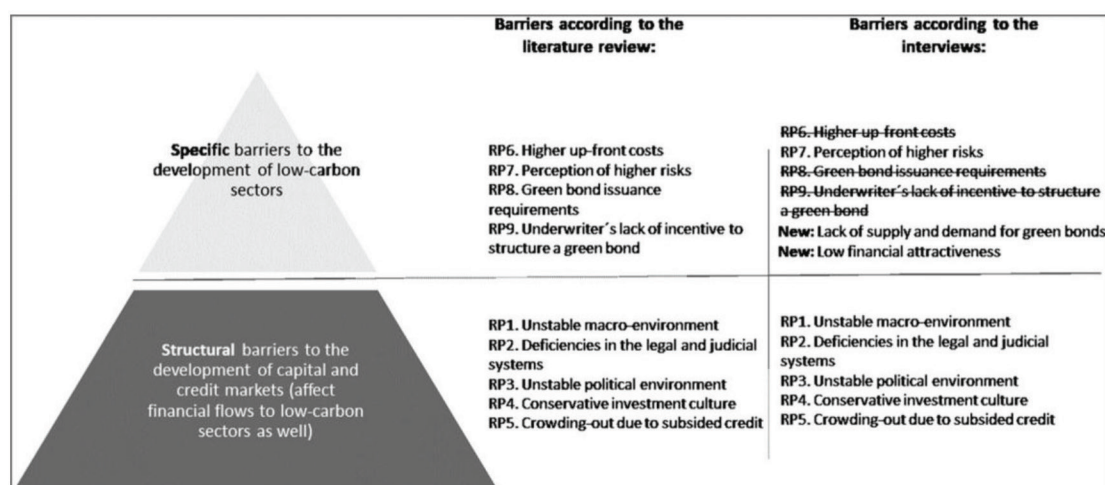 Barriers according to the
literature review:
Barriers according to the
interviews:
Specific barriers to the
development of low-carbon
sectors
RP6. Higher up-front costs
RP7. Perception of higher risks
RP8. Green bond issuance
requirements
RP9. Underwriter´s lack of incentive to
structure a green bond
RP6. Higher up-front costs
RP7. Perception of higher risks
RP8. Green bond issuance requirements
RP9. Underwriter´s lack of incentive to structure
a green bond
New: Lack of supply and demand for green bonds
New: Low financial attractiveness
Structural barriers to the
development of capital and
credit markets (affect
financial flows to low-carbon
sectors as well)
RP1. Unstable macro-environment
RP2. Deficiencies in the legal and judicial
systems
RP3. Unstable political environment
RP4. Conservative investment culture
RP5. Crowding-out due to subsided credit
RP1. Unstable macro-environment
RP2. Deficiencies in the legal and judicial
systems
RP3. Unstable political environment
RP4. Conservative investment culture
RP5. Crowding-out due to subsided credit